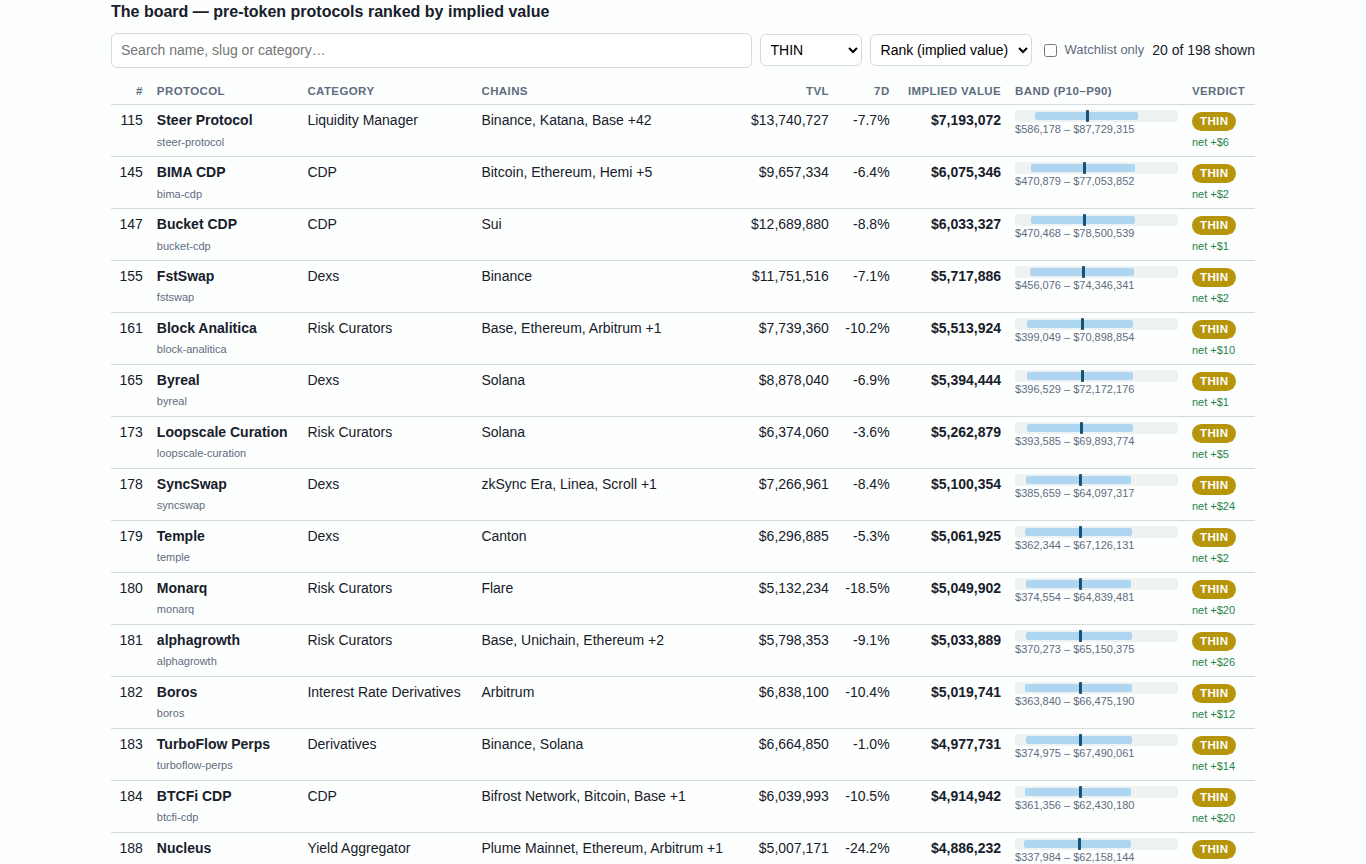 The board — pre-token protocols ranked by implied value
Search name, slug or category… THIN Rank (implied value) Watchlist only 20 of 198 shown
# PROTOCOL CATEGORY CHAINS TVL 7D IMPLIED VALUE BAND (P10–P90) VERDICT
115 Steer Protocol Liquidity Manager Binance, Katana, Base +42 $13,740,727 -7.7% $7,193,072 THIN
steer-protocol $586,178 – $87,729,315 net +$6
145 BIMA CDP CDP Bitcoin, Ethereum, Hemi +5 $9,657,334 -6.4% $6,075,346 THIN
bima-cdp $470,879 – $77,053,852 net +$2
147 Bucket CDP CDP Sui $12,689,880 -8.8% $6,033,327 THIN
bucket-cdp $470,468 – $78,500,539 net +$1
155 FstSwap Dexs Binance $11,751,516 -7.1% $5,717,886 THIN
fstswap $456,076 – $74,346,341 net +$2
161 Block Analitica Risk Curators Base, Ethereum, Arbitrum +1 $7,739,360 -10.2% $5,513,924 THIN
block-analitica $399,049 – $70,898,854 net +$10
165 Byreal Dexs Solana $8,878,040 -6.9% $5,394,444 THIN
byreal $396,529 – $72,172,176 net +$1
173 Loopscale Curation Risk Curators Solana $6,374,060 -3.6% $5,262,879 THIN
loopscale-curation $393,585 – $69,893,774 net +$5
178 SyncSwap Dexs zkSync Era, Linea, Scroll +1 $7,266,961 -8.4% $5,100,354 THIN
syncswap $385,659 – $64,097,317 net +$24
179 Temple Dexs Canton $6,296,885 -5.3% $5,061,925 THIN
temple $362,344 – $67,126,131 net +$2
180 Monarq Risk Curators Flare $5,132,234 -18.5% $5,049,902 THIN
monarq $374,554 – $64,839,481 net +$20
181 alphagrowth Risk Curators Base, Unichain, Ethereum +2 $5,798,353 -9.1% $5,033,889 THIN
alphagrowth $370,273 – $65,150,375 net +$26
182 Boros Interest Rate Derivatives Arbitrum $6,838,100 -10.4% $5,019,741 THIN
boros $363,840 – $66,475,190 net +$12
183 TurboFlow Perps Derivatives Binance, Solana $6,664,850 -1.0% $4,977,731 THIN
turboflow-perps $374,975 – $67,490,061 net +$14
184 BTCFi CDP CDP Bifrost Network, Bitcoin, Base +1 $6,039,993 -10.5% $4,914,942 THIN
btcfi-cdp $361,356 – $62,430,180 net +$20
188 Nucleus Yield Aggregator Plume Mainnet, Ethereum, Arbitrum +1 $5,007,171 -24.2% $4,886,232 THIN
$337,984 – $62,158,144